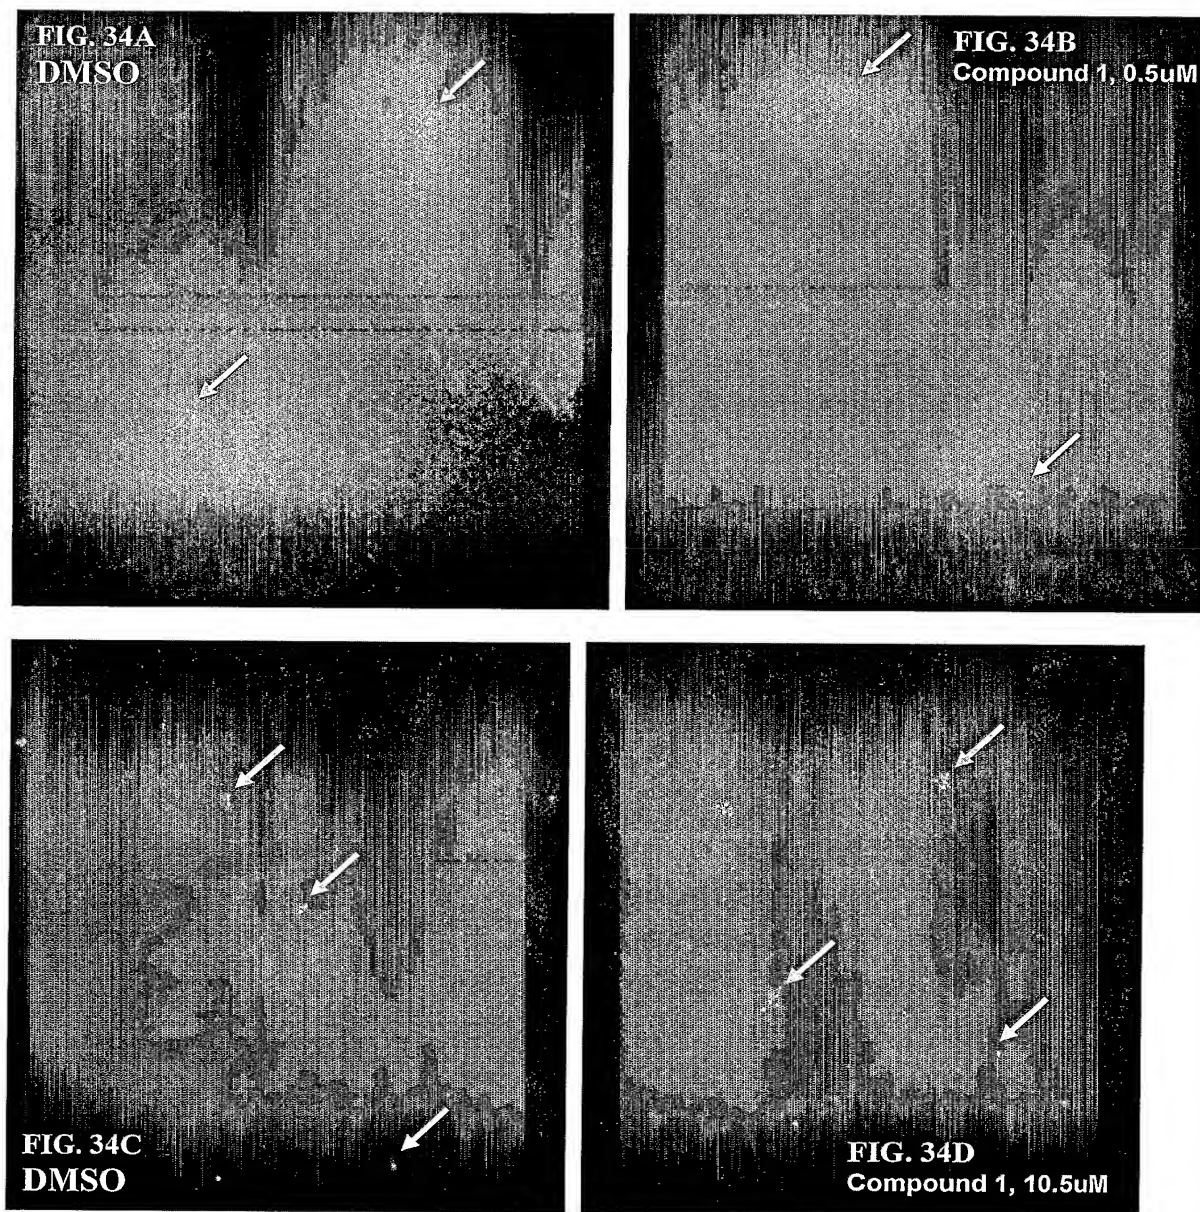 FIG. 34A
DMSO
FIG. 34B
Compound 1, 0.5uM
FIG. 34C
DMSO
FIG. 34D
Compound 1, 10.5uM